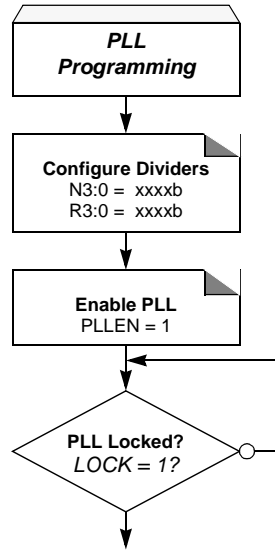 PLL
Programming
Configure Dividers
N3:0 = xxxxb
R3:0 = xxxxb
Enable PLL
PLLEN = 1
PLL Locked?
LOCK = 1?